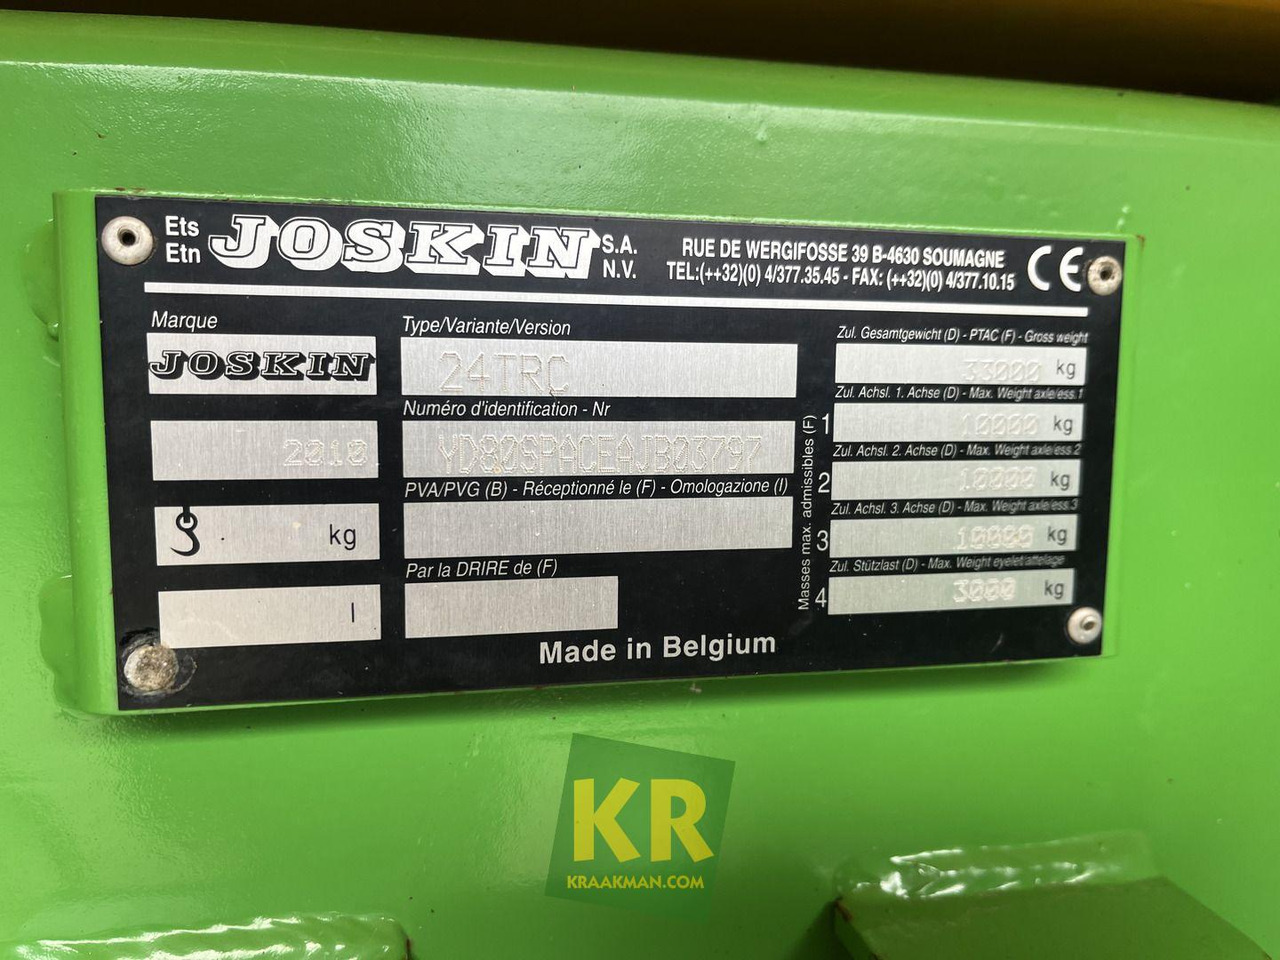 Ets
Etn
JOSKIN
S.A.
N.V.
RUE DE WERGIFOSSE 39 B-4630 SOUMAGNE
TEL:(++32)(0) 4/377.35.45 - FAX: (++32)(0) 4/377.10.15
CE
Marque
JOSKIN
2010
kg
l
Type/Variante/Version
24TRC
Numéro d'identification - Nr
YD80SPACEAJB03797
PVA/PVG (B) - Réceptionné le (F) - Omologazione (I)
Par la DRIRE de (F)
Made in Belgium
Masses max. admissibles (F)
Zul. Gesamtgewicht (D) - PTAC (F) - Gross weight
33000 kg
Zul. Achsl. 1. Achse (D) - Max. Weight axle/ess.1
1 10000 kg
Zul. Achsl. 2. Achse (D) - Max. Weight axle/ess 2
2 10000 kg
Zul. Achsl. 3. Achse (D) - Max. Weight axle/ess.3
3 10000 kg
Zul. Stützlast (D) - Max. Weight eyelet/attelage
4 3000 kg
KR
KRAAKMAN.COM